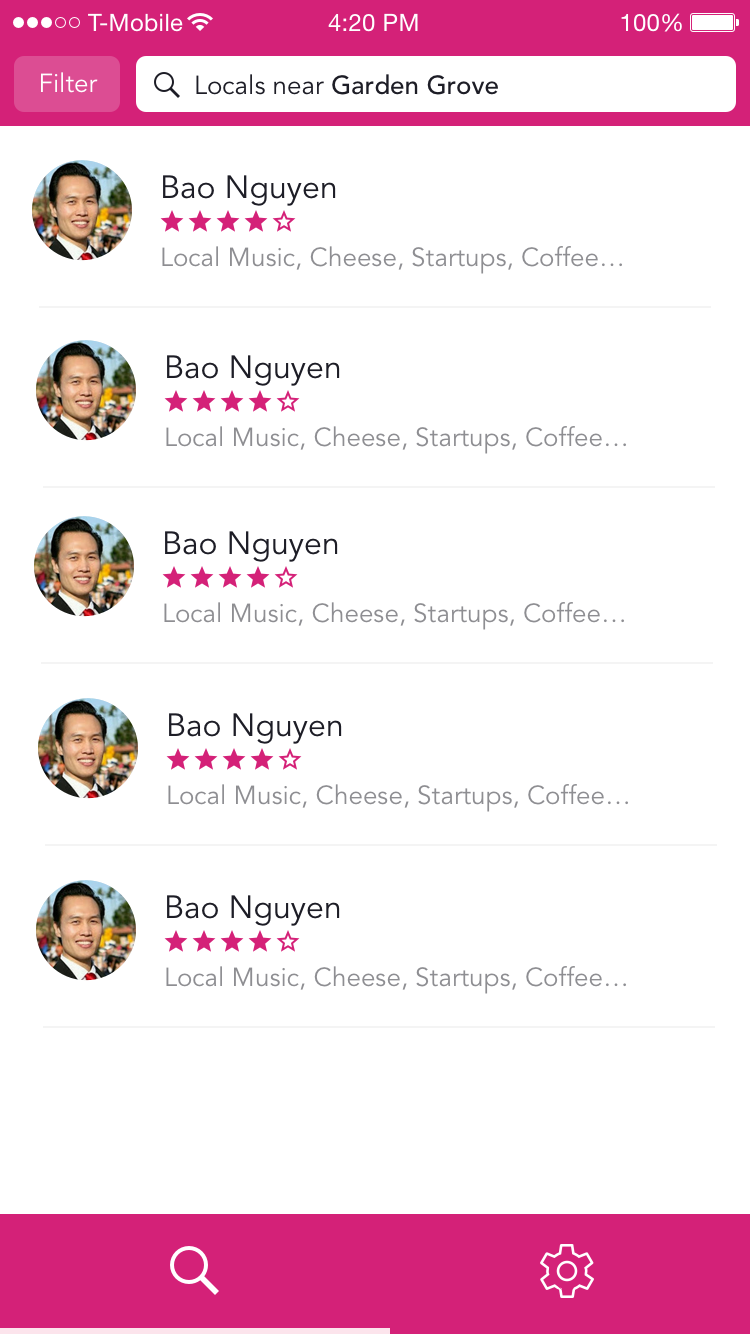 T-Mobile 4:20 PM 100%
Filter Locals near Garden Grove
Bao Nguyen
Local Music, Cheese, Startups, Coffee…
Bao Nguyen
Local Music, Cheese, Startups, Coffee…
Bao Nguyen
Local Music, Cheese, Startups, Coffee…
Bao Nguyen
Local Music, Cheese, Startups, Coffee…
Bao Nguyen
Local Music, Cheese, Startups, Coffee…